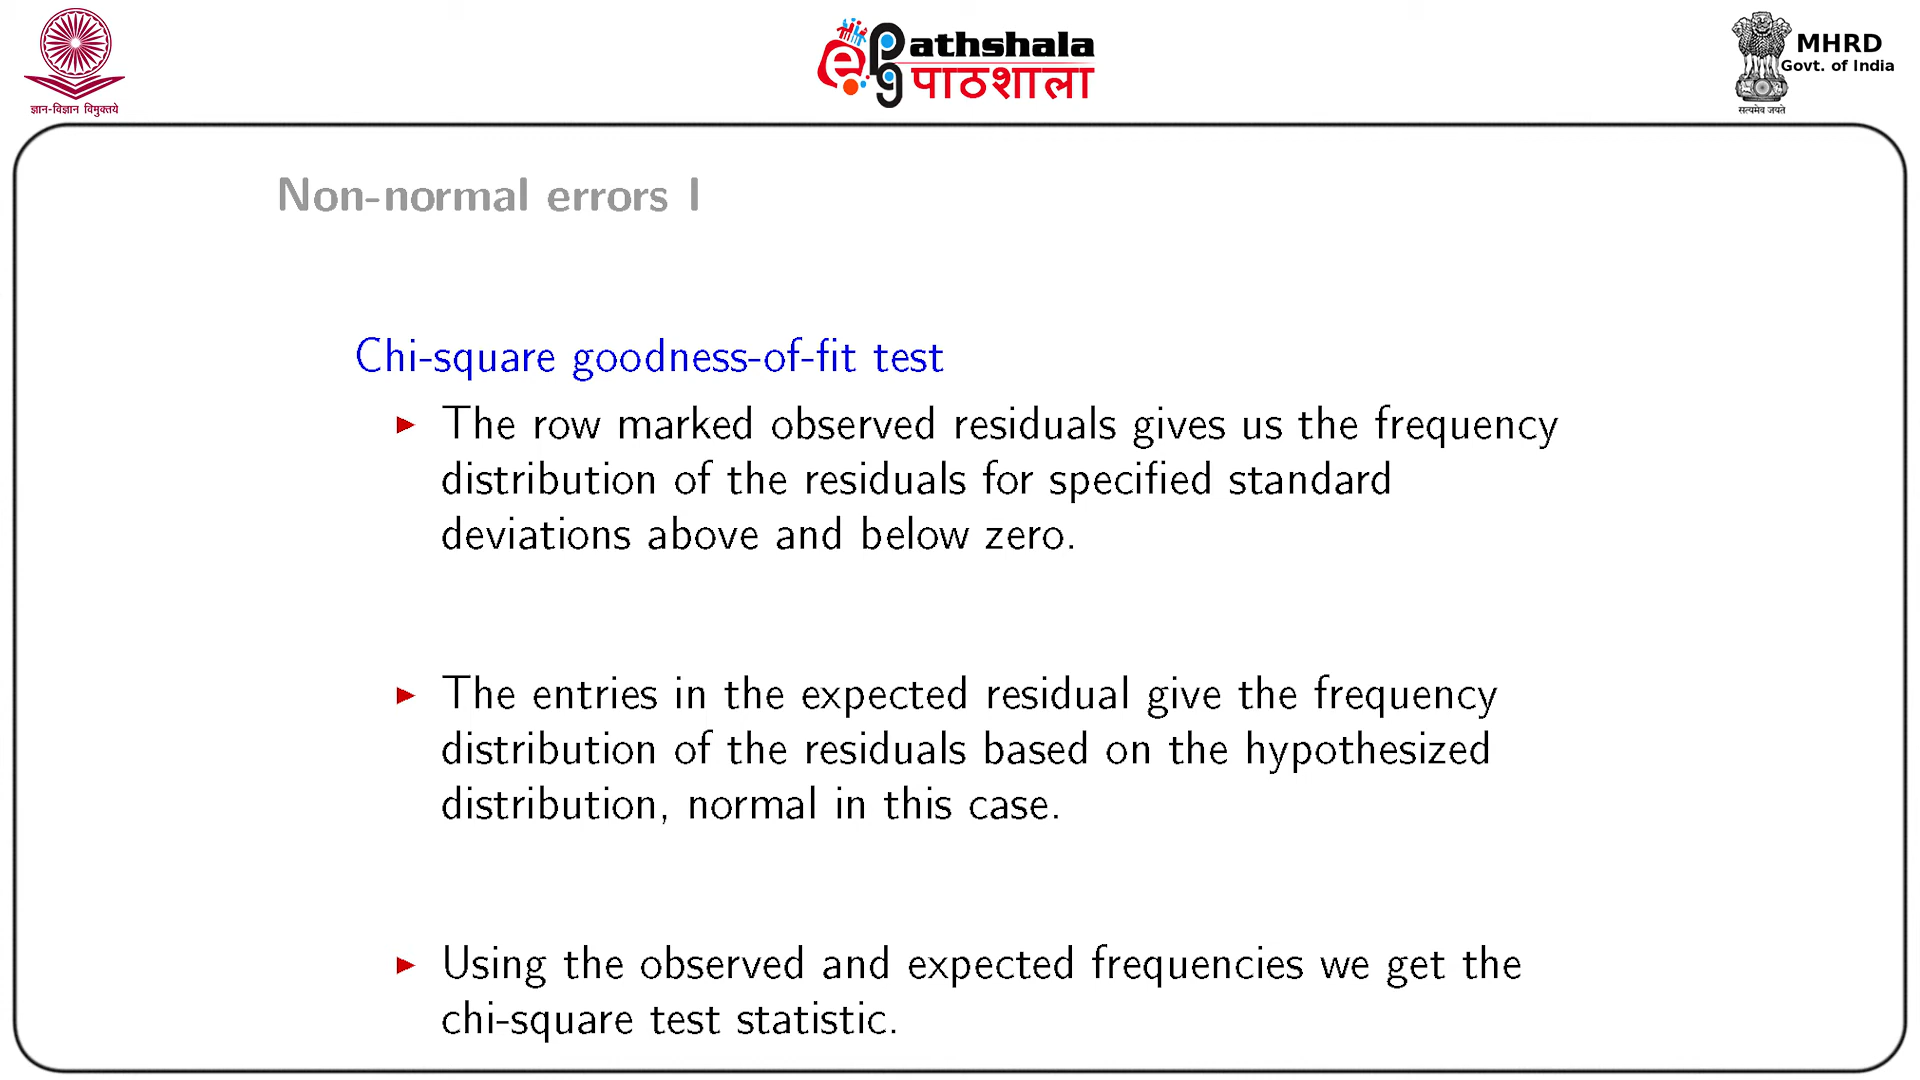 ज्ञान-विज्ञान विमुक्तये
e pg Pathshala
पाठशाला
MHRD
Govt. of India
सत्यमेव जयते
Non-normal errors I
Chi-square goodness-of-fit test
The row marked observed residuals gives us the frequency
distribution of the residuals for specified standard
deviations above and below zero.
The entries in the expected residual give the frequency
distribution of the residuals based on the hypothesized
distribution, normal in this case.
Using the observed and expected frequencies we get the
chi-square test statistic.